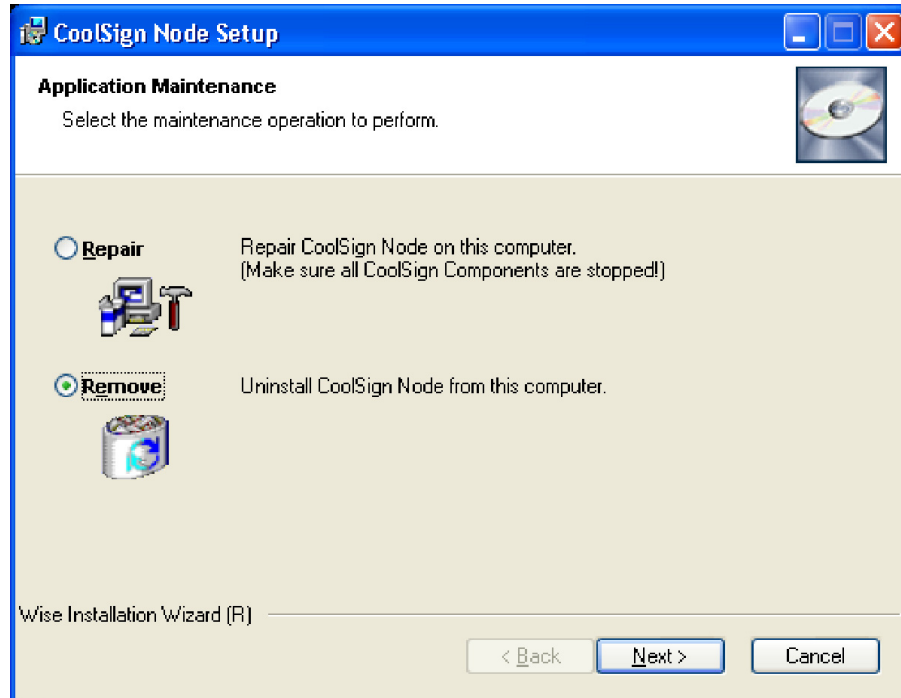 CoolSign Node Setup
Application Maintenance
Select the maintenance operation to perform.
Repair
Repair CoolSign Node on this computer.
(Make sure all CoolSign Components are stopped!)
Remove
Uninstall CoolSign Node from this computer.
Wise Installation Wizard (R)
< Back
Next >
Cancel